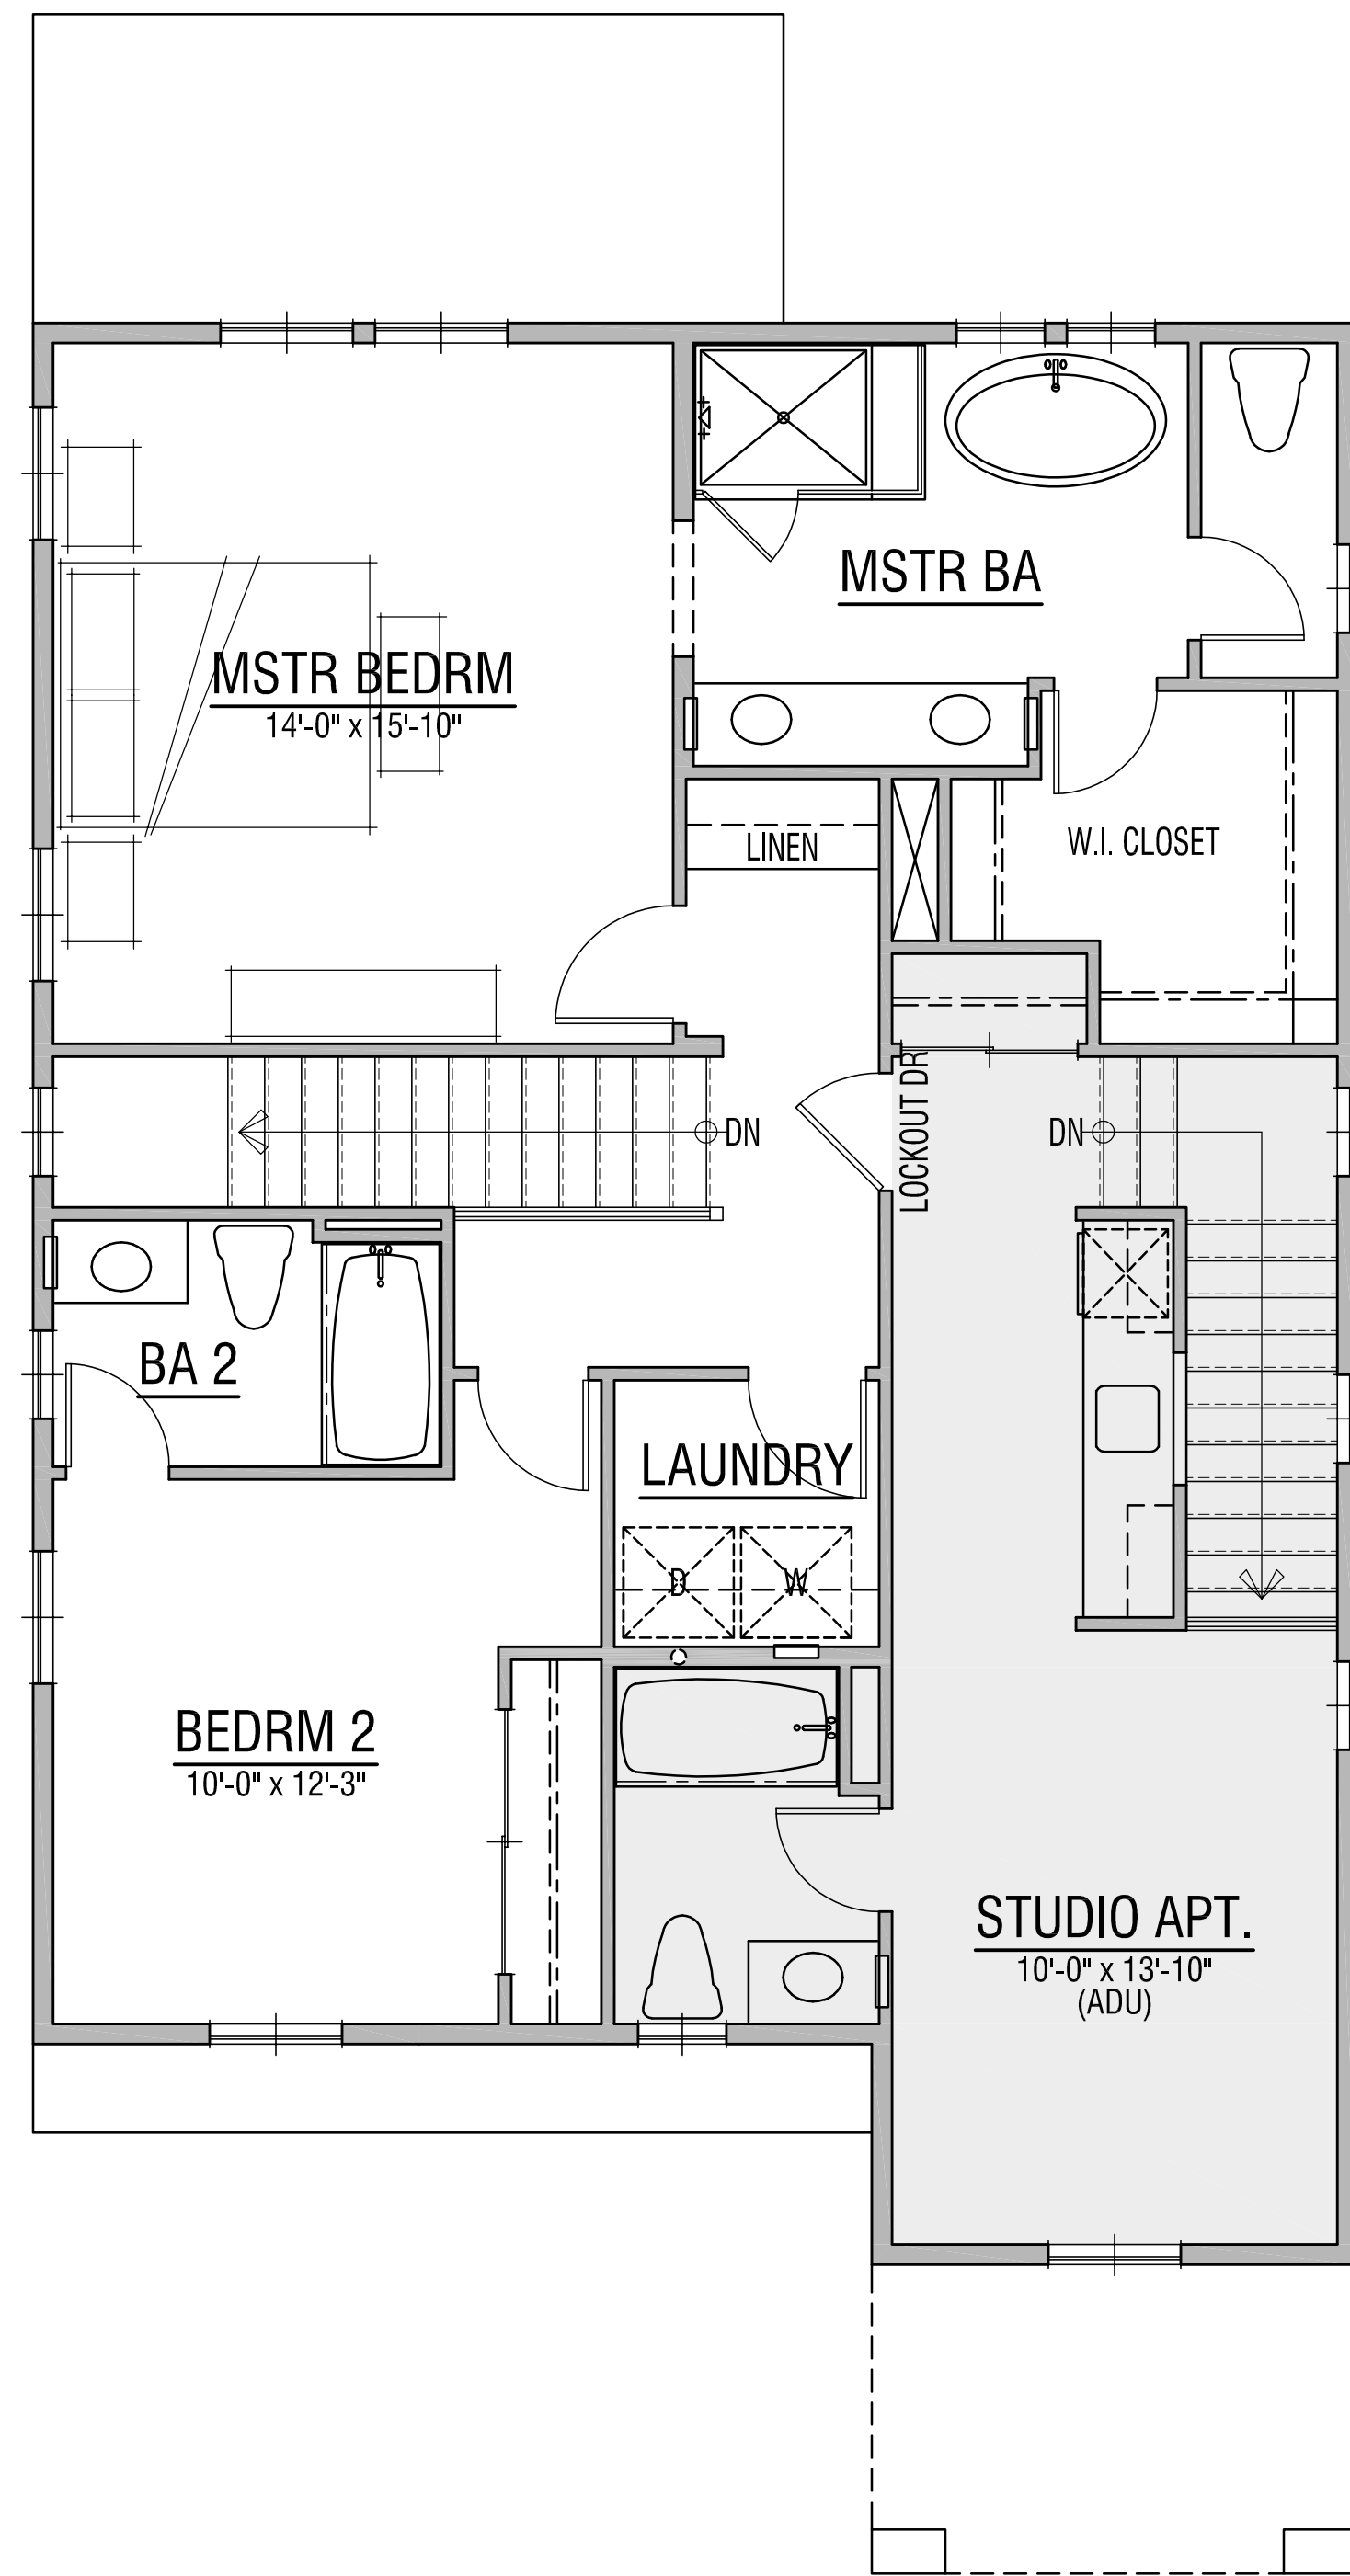 MSTR BA
MSTR BEDRM
14'-0" x 15'-10"
LINEN
W.I. CLOSET
DN
LOCKOUT DR
DN
BA 2
LAUNDRY
D
W
BEDRM 2
10'-0" x 12'-3"
STUDIO APT.
10'-0" x 13'-10"
(ADU)